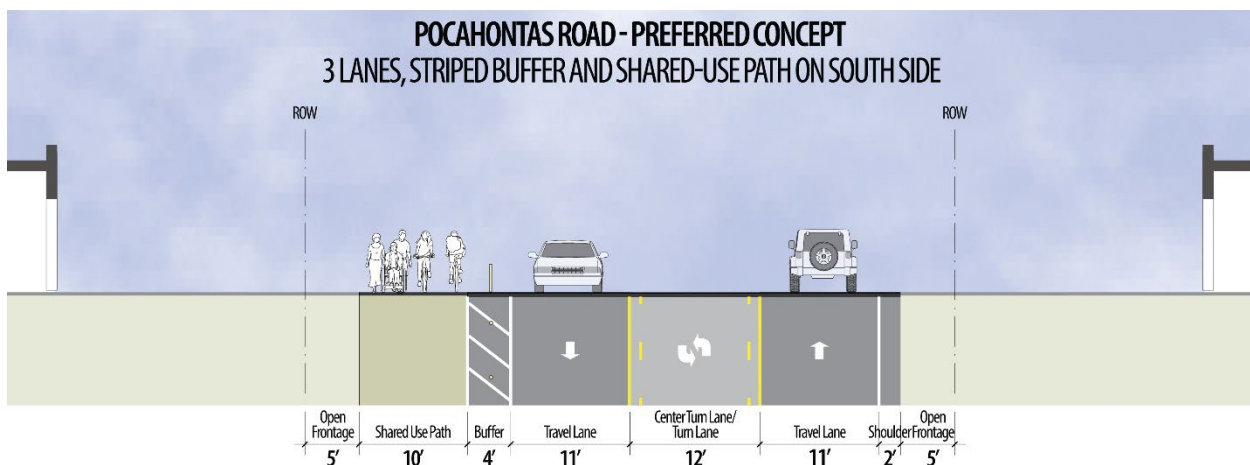 POCAHONTAS ROAD - PREFERRED CONCEPT
3 LANES, STRIPED BUFFER AND SHARED-USE PATH ON SOUTH SIDE
ROW
ROW
Open Frontage
Shared Use Path
Buffer
Travel Lane
Center Turn Lane/
Turn Lane
Travel Lane
Shoulder
Open Frontage
5' 10' 4' 11' 12' 11' 2' 5'